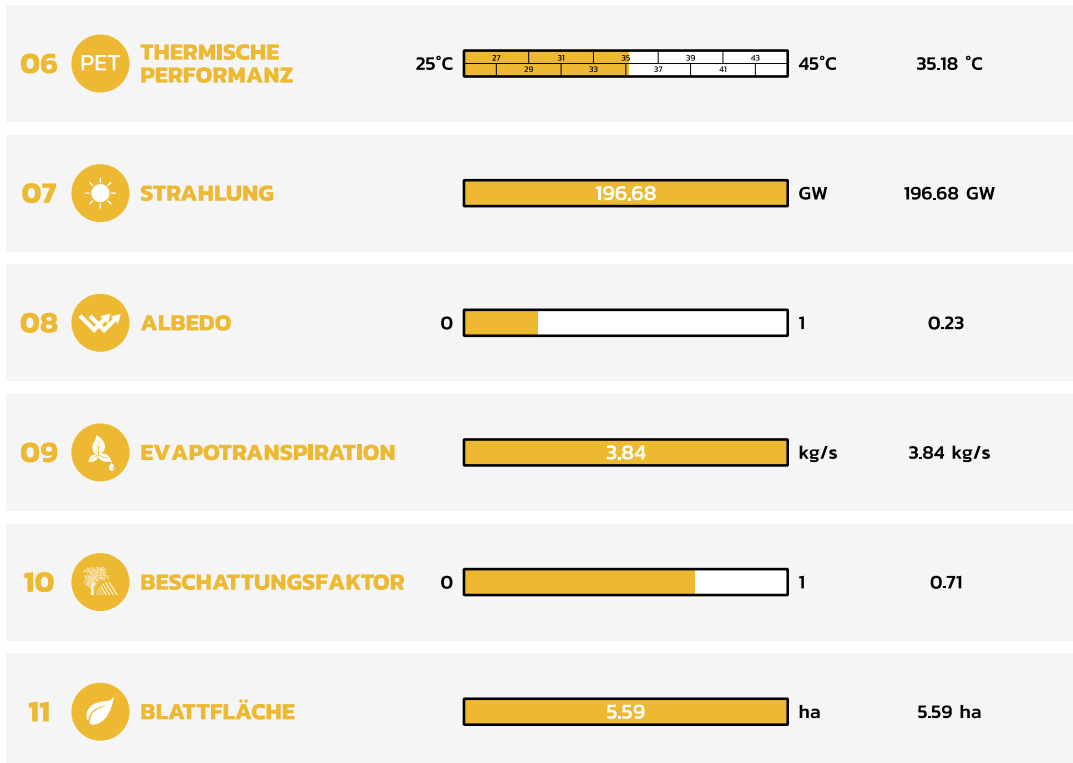 06 PET THERMISCHE PERFORMANZ
25°C 27 31 35 39 43 45°C 35.18 °C
29 33 37 41
07 STRAHLUNG 196.68 GW 196.68 GW
08 ALBEDO 0 1 0.23
09 EVAPOTRANSPIRATION 3.84 kg/s 3.84 kg/s
10 BESCHATTUNGSFAKTOR 0 1 0.71
11 BLATTFLÄCHE 5.59 ha 5.59 ha